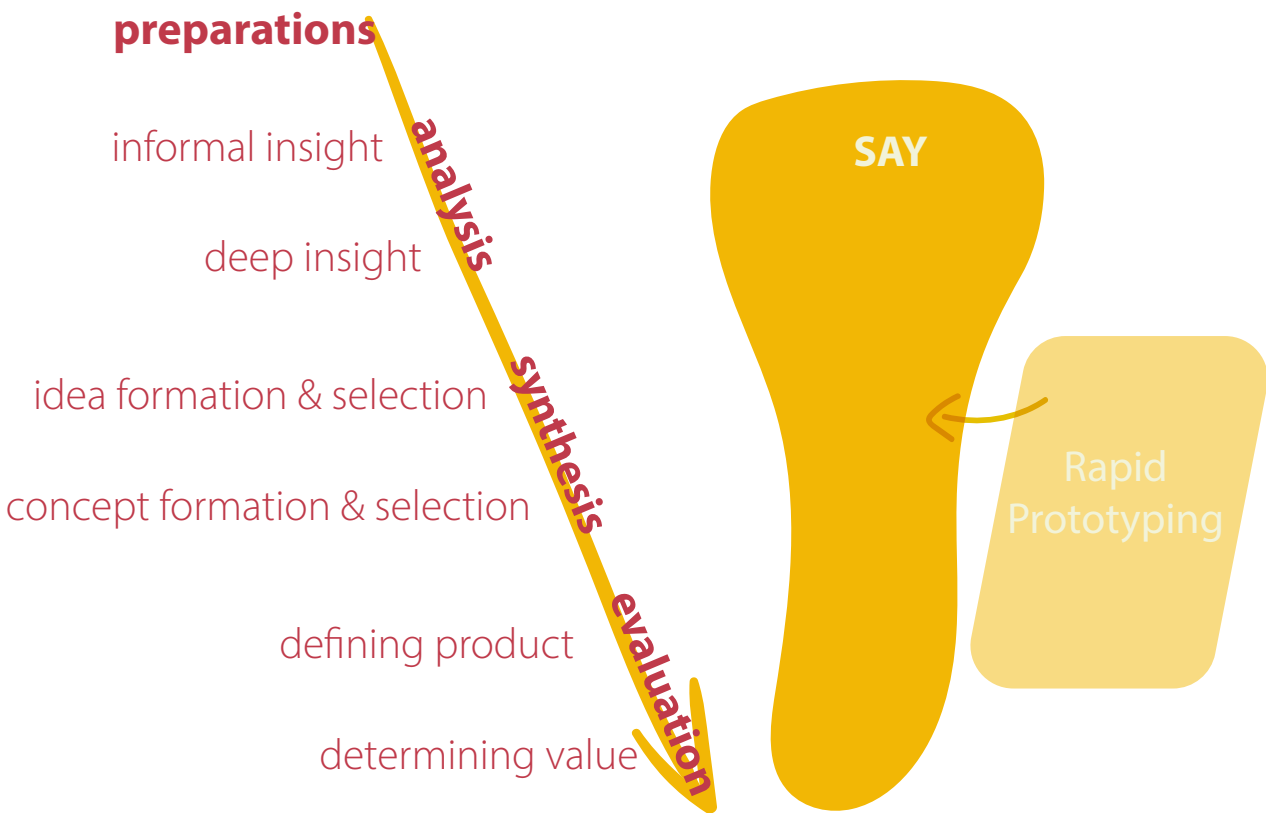 preparations
informal insight
analysis
deep insight
idea formation & selection
synthesis
concept formation & selection
defining product
evaluation
determining value
SAY
Rapid
Prototyping